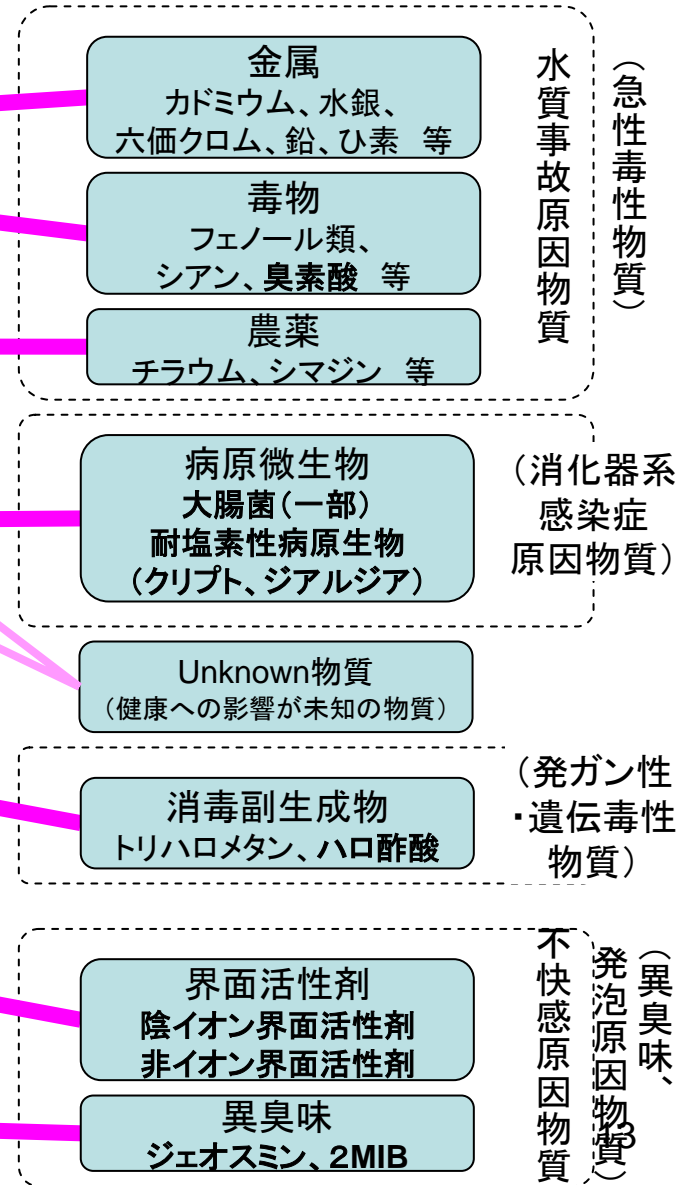 金属
カドミウム、水銀、
六価クロム、鉛、ひ素 等
毒物
フェノール類、
シアン、臭素酸 等
農薬
チラウム、シマジン 等
水質事故原因物質
（急性毒性物質）
病原微生物
大腸菌（一部）
耐塩素性病原生物
（クリプト、ジアルジア）
（消化器系
感染症
原因物質）
Unknown物質
（健康への影響が未知の物質）
消毒副生成物
トリハロメタン、ハロ酢酸
（発ガン性
・遺伝毒性
物質）
界面活性剤
陰イオン界面活性剤
非イオン界面活性剤
異臭味
ジェオスミン、2MIB
不快感原因物質
（異臭味、
発泡原因物質）
13